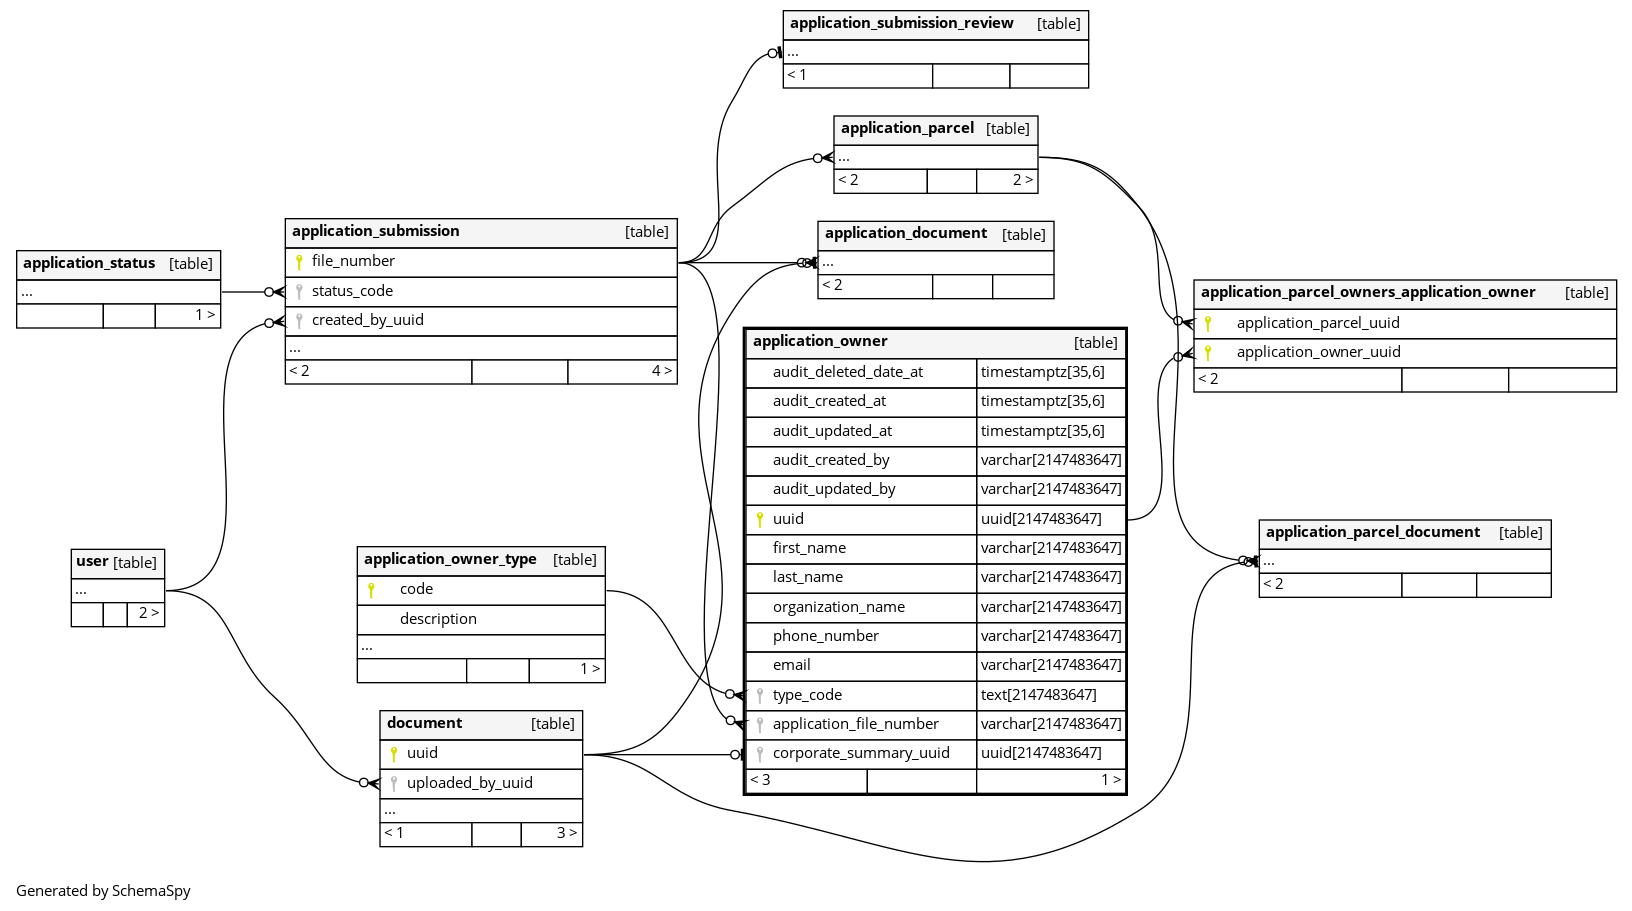 application_submission_review [table]
...
< 1
application_parcel [table]
...
< 2 2 >
application_submission [table]
file_number
status_code
created_by_uuid
...
< 2 4 >
application_document [table]
...
< 2
application_status [table]
...
1 >
application_parcel_owners_application_owner [table]
application_parcel_uuid
application_owner_uuid
< 2
application_owner [table]
audit_deleted_date_at timestamptz[35,6]
audit_created_at timestamptz[35,6]
audit_updated_at timestamptz[35,6]
audit_created_by varchar[2147483647]
audit_updated_by varchar[2147483647]
uuid uuid[2147483647]
first_name varchar[2147483647]
last_name varchar[2147483647]
organization_name varchar[2147483647]
phone_number varchar[2147483647]
email varchar[2147483647]
type_code text[2147483647]
application_file_number varchar[2147483647]
corporate_summary_uuid uuid[2147483647]
< 3 1 >
application_parcel_document [table]
...
< 2
user [table]
...
2 >
application_owner_type [table]
code
description
...
1 >
document [table]
uuid
uploaded_by_uuid
...
< 1 3 >
Generated by SchemaSpy